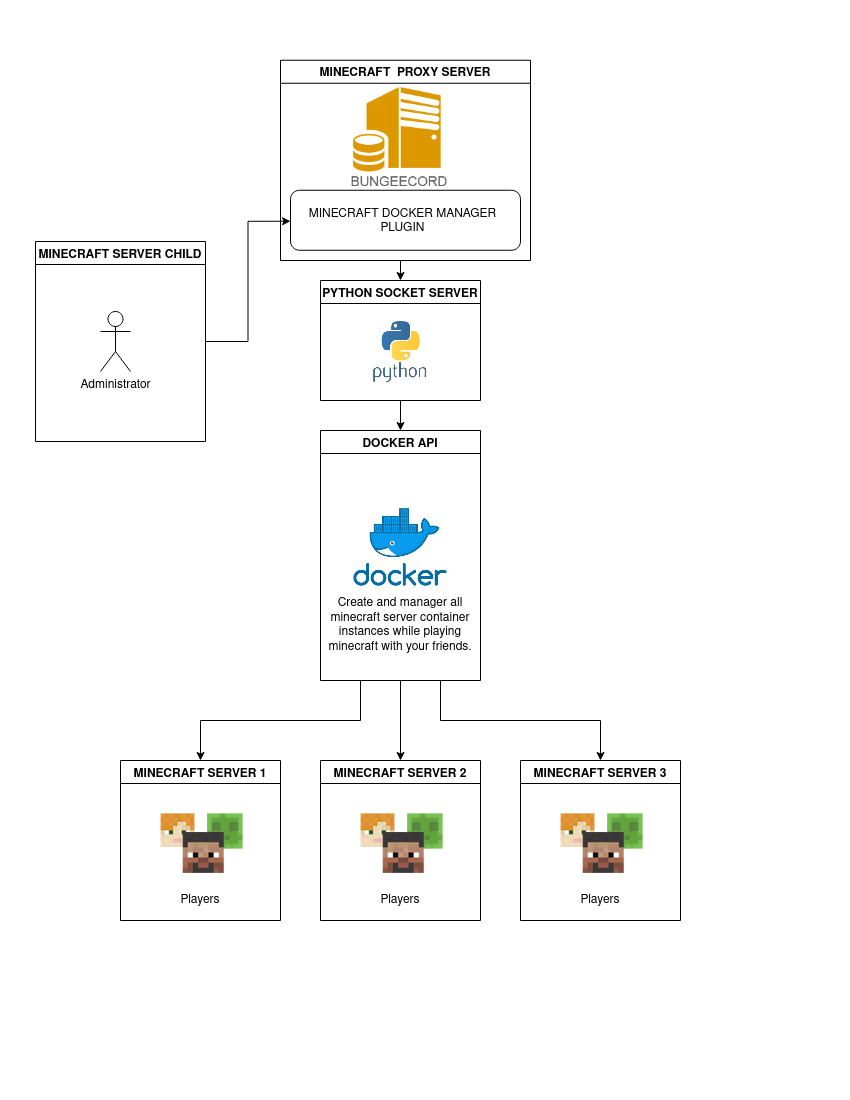 MINECRAFT  PROXY SERVER
BUNGEECORD
MINECRAFT DOCKER MANAGER
PLUGIN
MINECRAFT SERVER CHILD
Administrator
PYTHON SOCKET SERVER
python
DOCKER API
docker
Create and manager all
minecraft server container
instances while playing
minecraft with your friends.
MINECRAFT SERVER 1
Players
MINECRAFT SERVER 2
Players
MINECRAFT SERVER 3
Players